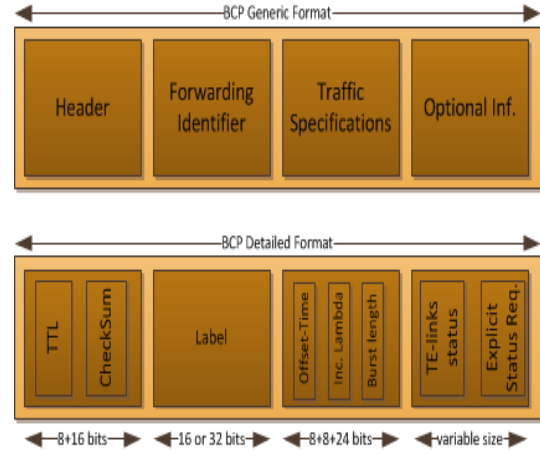 BCP Generic Format
Header
Forwarding
Identifier
Traffic
Specifications
Optional Inf.
BCP Detailed Format
TTL
CheckSum
Label
Offset-Time
Inc. Lambda
Burst length
TE-links
status
Explicit
Status Req.
8+16 bits
16 or 32 bits
8+8+24 bits
variable size